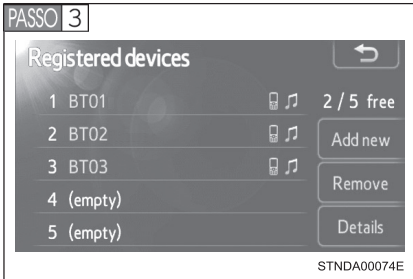 PASSO 3
Registered devices
1 BT01 2 / 5 free
2 BT02 Add new
3 BT03 Remove
4 (empty)
5 (empty) Details
STNDA00074E